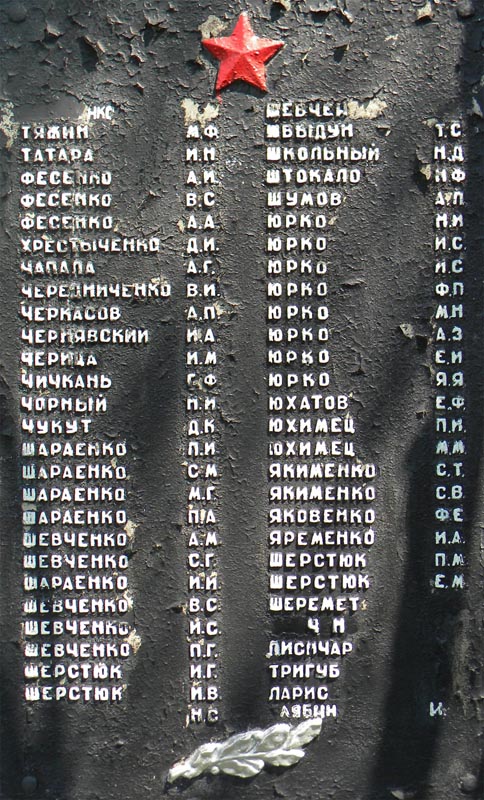 ТЯЖИН М.Ф.
ТАТАРА И.Н.
ФЕСЕНКО А.И.
ФЕСЕНКО В.С.
ФЕСЕНКО А.А.
ХРЕСТЫЧЕНКО Д.И.
ЧАПАЛА А.Г.
ЧЕРЕДНИЧЕНКО В.И.
ЧЕРКАСОВ А.П.
ЧЕРНЯВСКИЙ И.А.
ЧЕРИЦА И.М
ЧИЧКАНЬ
ЧОРНЫЙ П.И.
ЧУКУТ Д.К.
ШАРАЕНКО П.И.
ШАРАЕНКО С.М.
ШАРАЕНКО М.Г.
ШАРАЕНКО П.А
ШЕВЧЕНКО А.М
ШЕВЧЕНКО С.Г.
ШАРАЕНКО И.Й.
ШЕВЧЕНКО В.С.
ШЕВЧЕНКО Й.С.
ШЕВЧЕНКО П.Г.
ШЕРСТЮК И.Г.
ШЕРСТЮК И.В.
Н.С.
ШЕВЧЕН
ШВЫДУН Т.С.
ШКОЛЬНЫЙ Н.Д
ШТОКАЛО Н.Ф
ШУМОВ А.П.
ЮРКО Н.И
ЮРКО И.С.
ЮРКО И.С
ЮРКО Ф.П
ЮРКО М.Н
ЮРКО А.З
ЮРКО Е.И
ЮРКО Я.Я
ЮХАТОВ Е.Ф.
ЮХИМЕЦ П.И.
ЮХИМЕЦ М.М.
ЯКИМЕНКО С.Т.
ЯКИМЕНКО С.В.
ЯКОВЕНКО Ф.Е
ЯРЕМЕНКО И.А.
ШЕРСТЮК П.М
ШЕРСТЮК Е.М
ШЕРЕМЕТ
Ч Н
ЛИСИЧАР
ТРИГУБ
ЛАРИС
И.